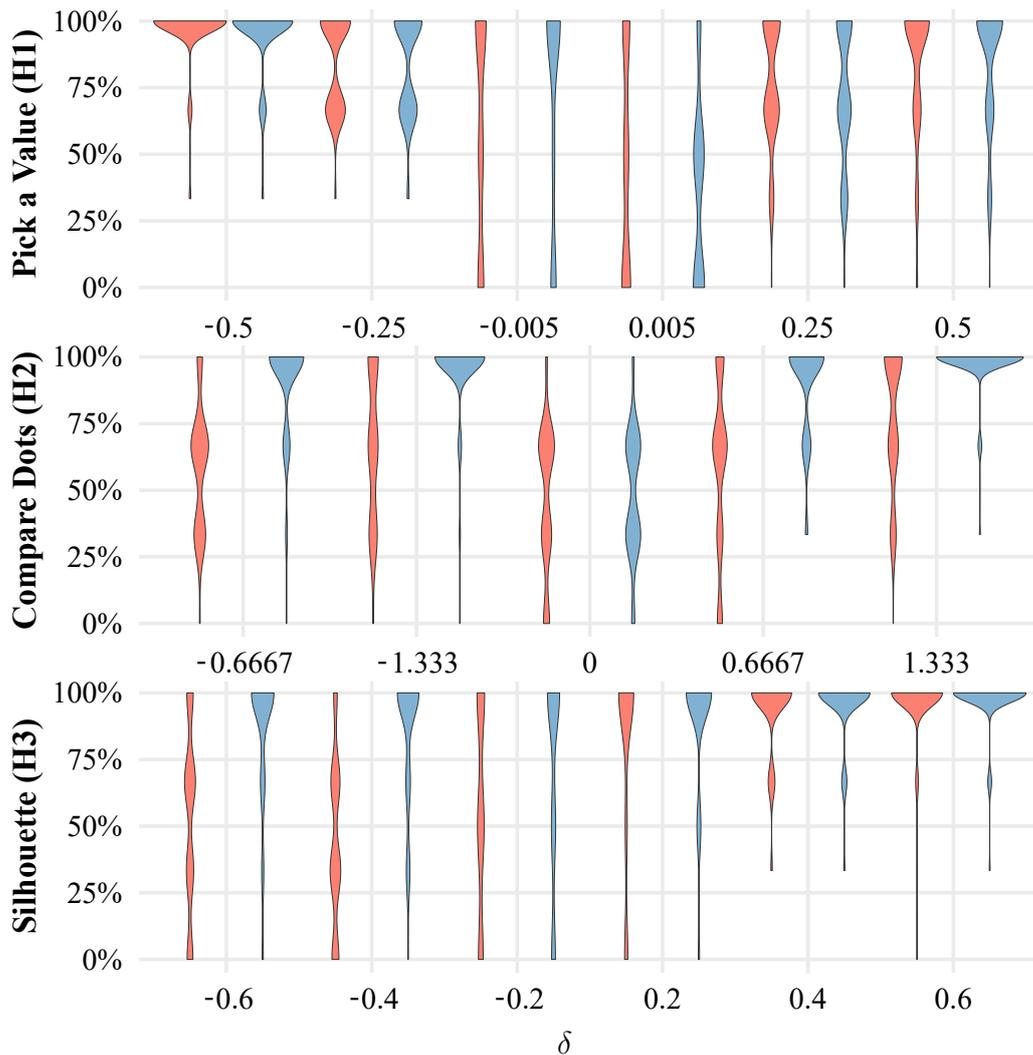 Pick a Value (H1)
100%
75%
50%
25%
0%
-0.5 -0.25 -0.005 0.005 0.25 0.5
Compare Dots (H2)
100%
75%
50%
25%
0%
-0.6667 -1.333 0 0.6667 1.333
Silhouette (H3)
100%
75%
50%
25%
0%
-0.6 -0.4 -0.2 0.2 0.4 0.6
δ